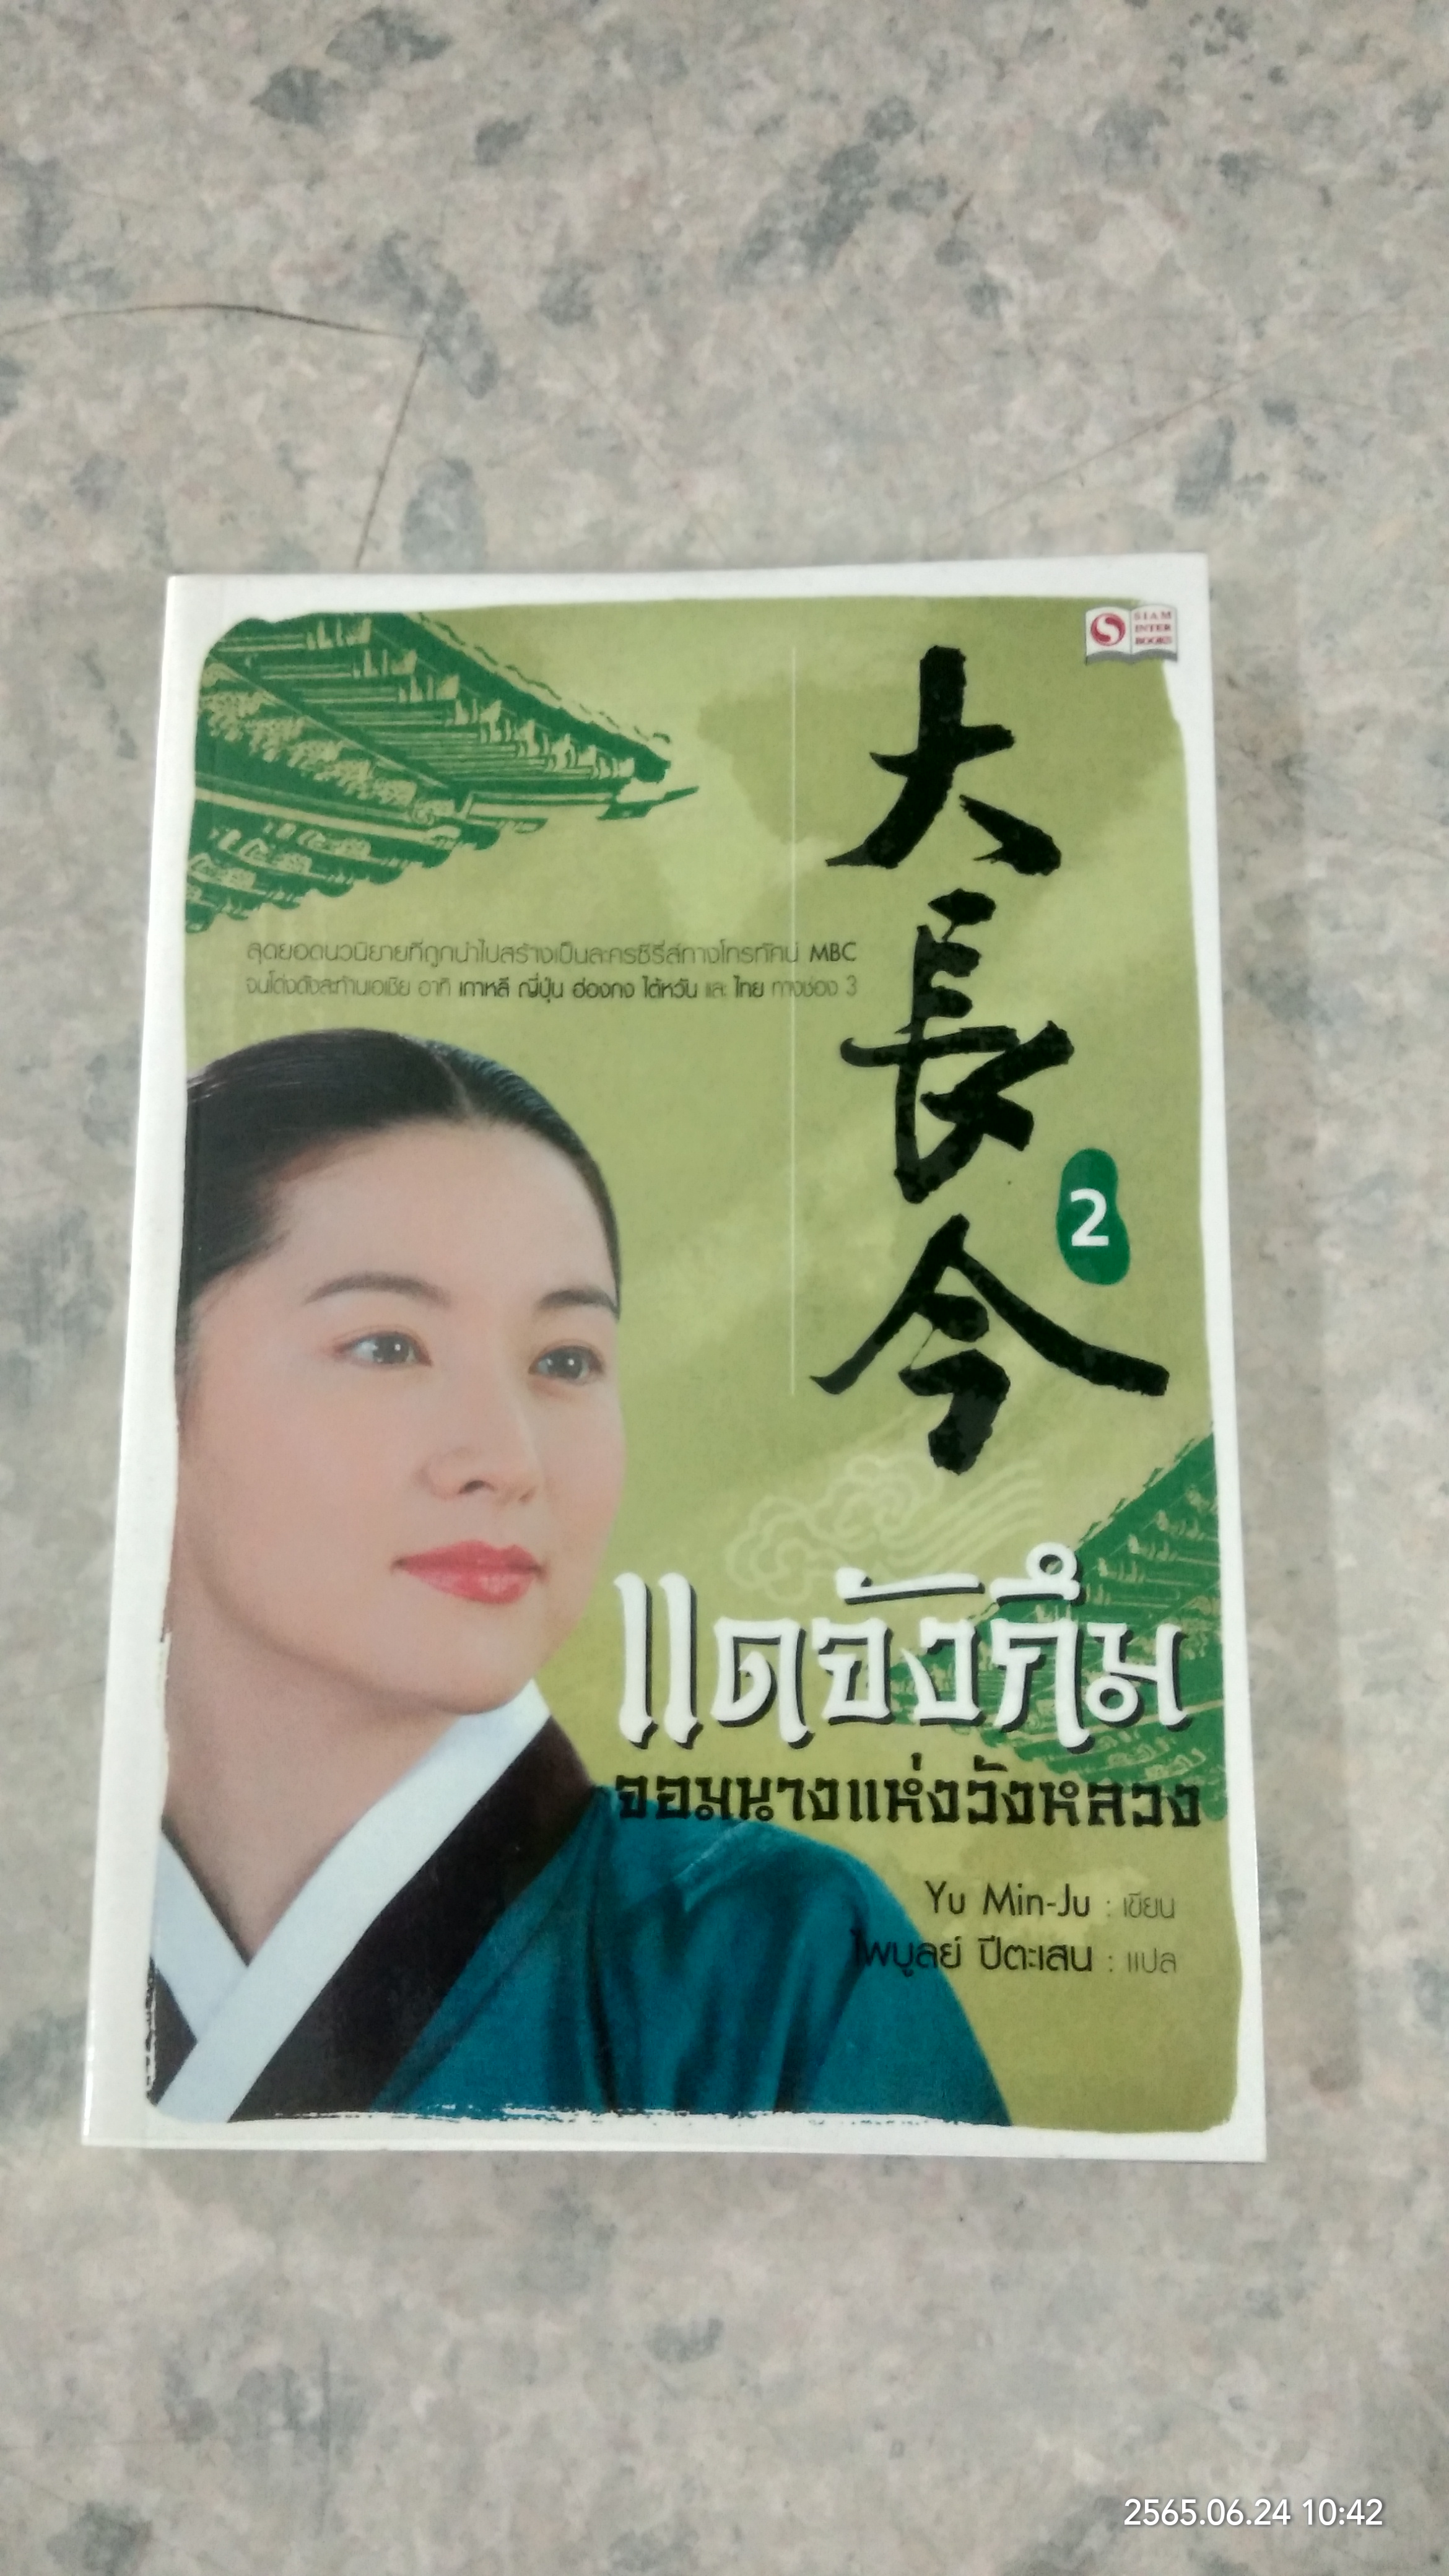 SIAM
INTER
BOOKS
大
長
今
2
สุดยอดนวนิยายที่ถูกนำไปสร้างเป็นละครซีรี่ส์ทางโทรทัศน์ MBC
จนโด่งดังสะท้านเอเชีย อาทิ เกาหลี ญี่ปุ่น ฮ่องกง ไต้หวัน และ ไทย ทางช่อง 3
แดจังกึม
จอมนางแห่งวังหลวง
Yu Min-Ju : เขียน
ไพบูลย์ ปีตะเสน : แปล
2565.06.24 10:42